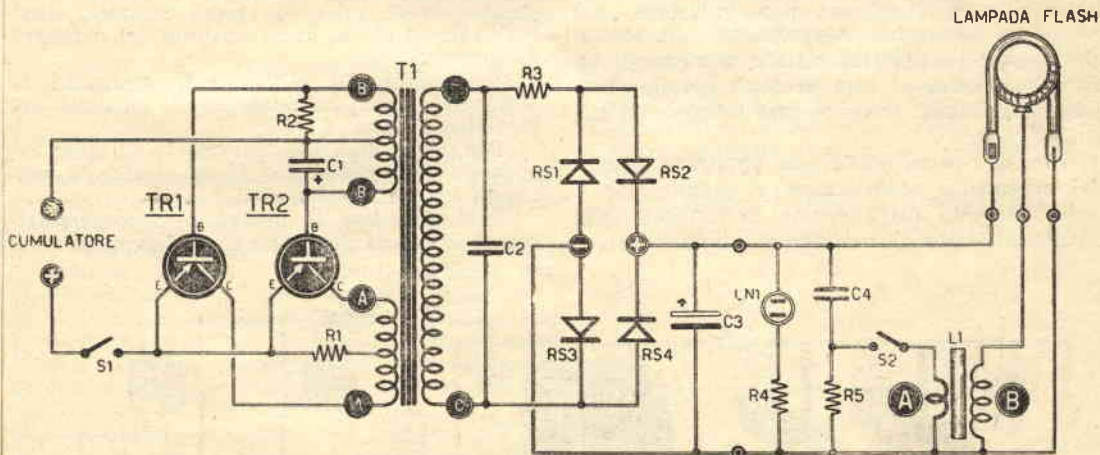 LAMPADA FLASH
T1
B
R3
R2
C1
+
B
RS1
RS2
TR1
TR2
B
B
CUMULATORE
+
E
C
E
C
A
C2
+
C3
LN1
C4
R1
S1
RS3
RS4
S2
L1
R4
R5
A
B
C